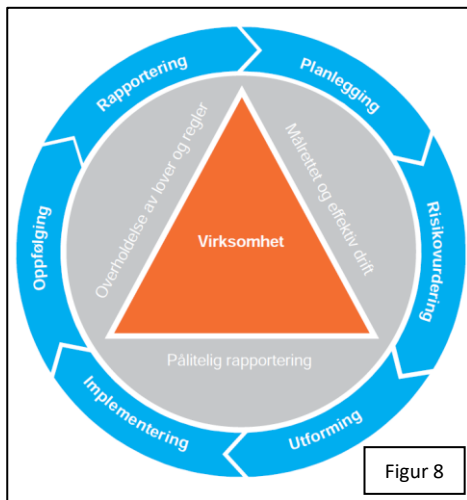 Rapportering
Planlegging
Risikovurdering
Utforming
Implementering
Oppfølging
Overholdelse av lover og regler
Målrettet og effektiv drift
Pålitelig rapportering
Virksomhet
Figur 8